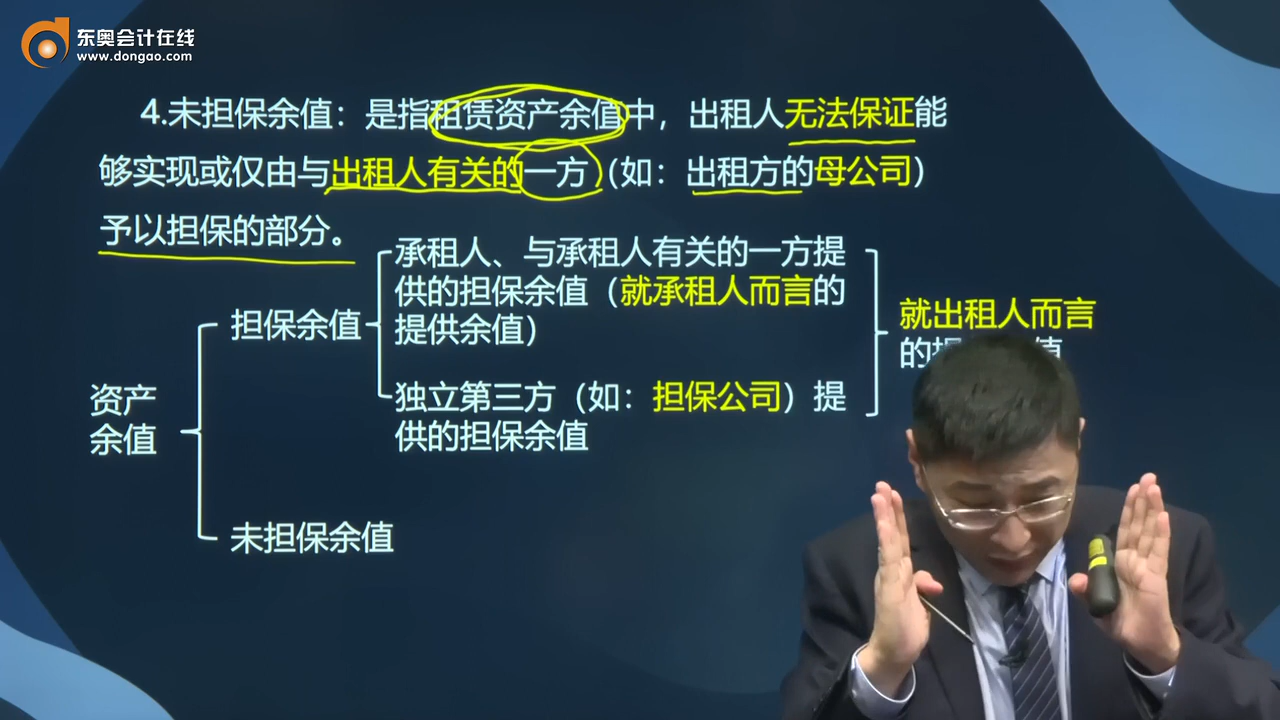 东奥会计在线
www.dongao.com
4.未担保余值：是指租赁资产余值中，出租人无法保证能
够实现或仅由与出租人有关的一方（如：出租方的母公司）
予以担保的部分。
承租人、与承租人有关的一方提
供的担保余值（就承租人而言的
提供余值）
担保余值
就出租人而言
的担
值
独立第三方（如：担保公司）提
供的担保余值
资产
余值
未担保余值